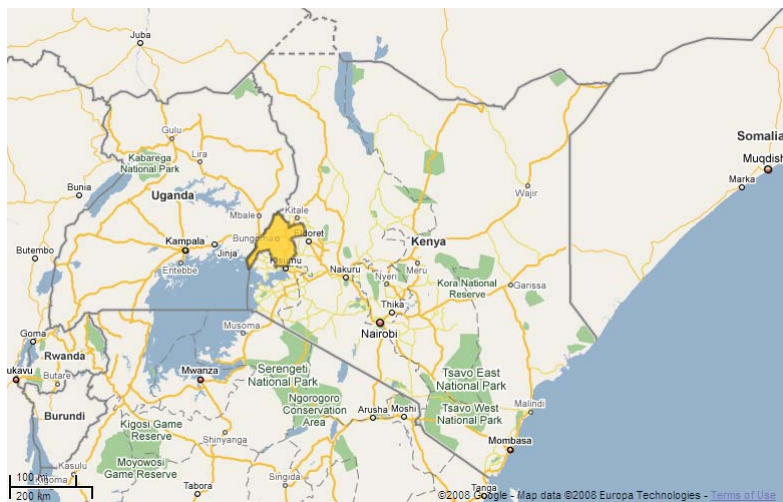 Juba
Gulu
Kabarega
National Park
Lira
Bunia
Uganda
Mbale
Kitale
Bungoma
Eldoret
Butembo
Kampala
Jinja
Entebbe
Kisumu
Kenya
Wajir
Somalia
Muqdish
Marka
Nakuru
Nyeri
Meru
Kora National
Reserve
Garissa
Thika
Nairobi
Goma
Musoma
Rwanda
ukavu
Butare
Mwanza
Serengeti
National Park
Ngorogoro
Conservation
Area
Tsavo East
National Park
Burundi
Arusha
Moshi
Tsavo West
National Park
Malindi
Kigosi Game
Reserve
Shinyanga
Mombasa
Moyowosi
Game Reserve
Kasulu
Kigoma
Singida
Tabora
Tanga
100 mi
200 km
©2008 Google - Map data ©2008 Europa Technologies - Terms of Use